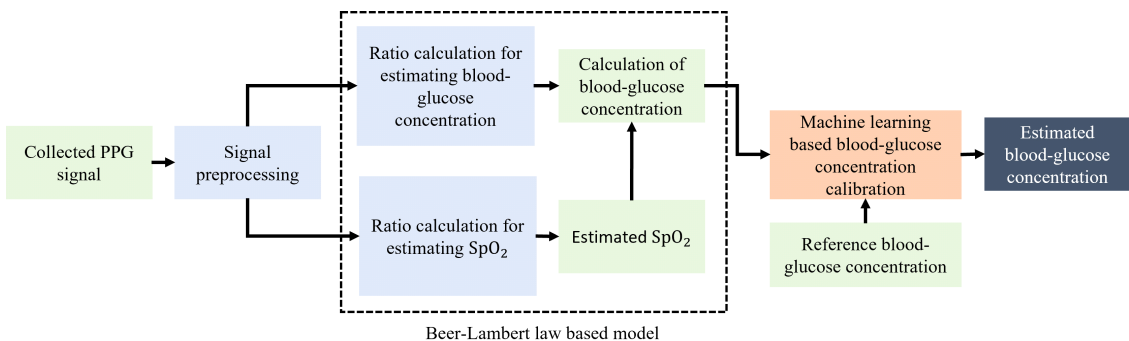 Collected PPG
signal
Signal
preprocessing
Ratio calculation for
estimating blood-
glucose
concentration
Ratio calculation for
estimating SpO₂
Calculation of
blood-glucose
concentration
Estimated SpO₂
Beer-Lambert law based model
Machine learning
based blood-glucose
concentration
calibration
Reference blood-
glucose concentration
Estimated
blood-glucose
concentration